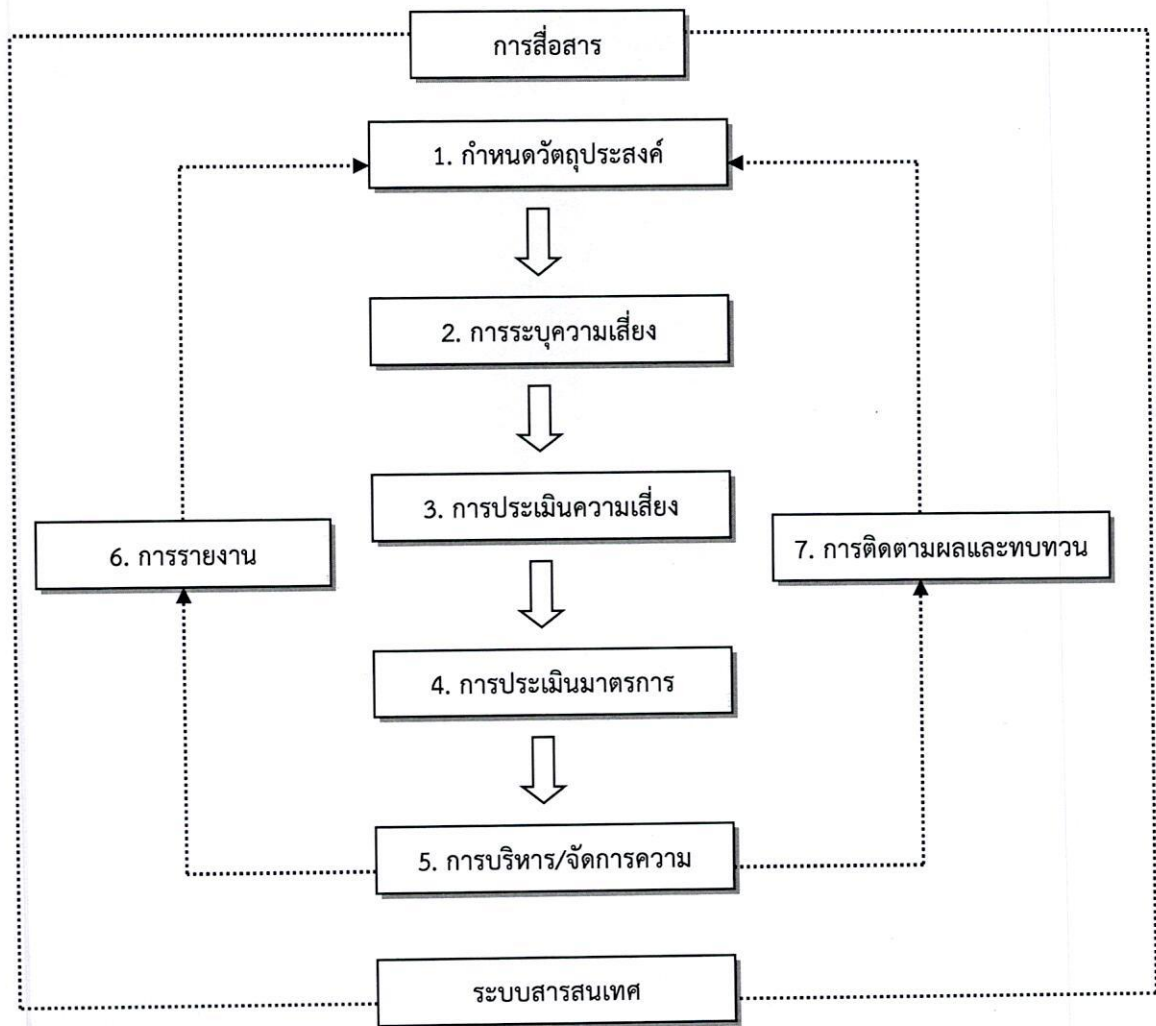 การสื่อสาร
1. กำหนดวัตถุประสงค์
2. การระบุความเสี่ยง
3. การประเมินความเสี่ยง
6. การรายงาน
7. การติดตามผลและทบทวน
4. การประเมินมาตรการ
5. การบริหาร/จัดการความ
ระบบสารสนเทศ